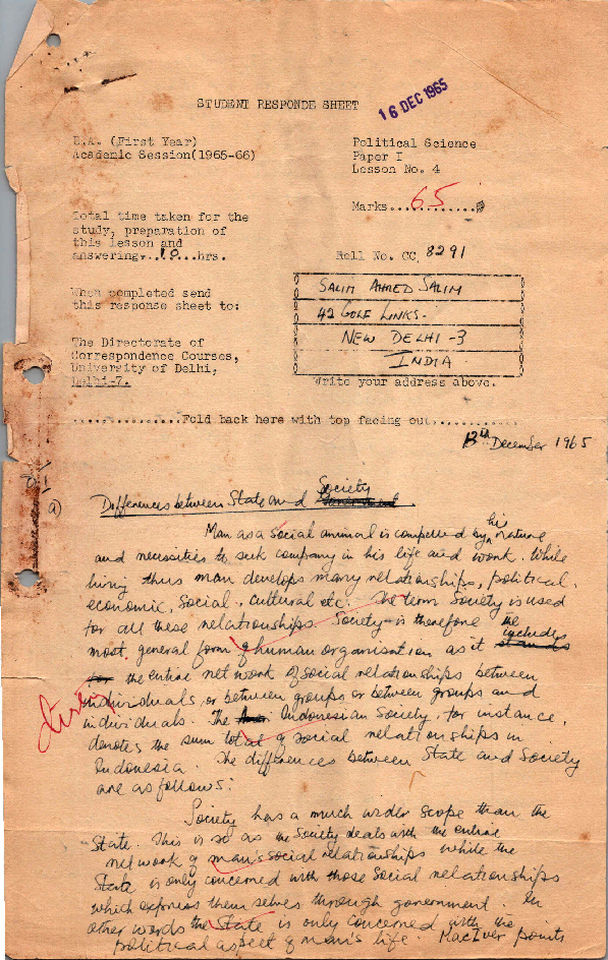 16 DEC 1965
STUDENT RESPONDE SHEET
B.A. (First Year)
Academic Session(1965-66)
Political Science
Paper I
Lesson No. 4
Marks....65.......
Total time taken for the
study, preparation of
this lesson and
answering..10..hrs.
Roll No. CC 8291
When completed send
this response sheet to:
SALIM AHMED SALIM
42 GOLF LINKS.
NEW DELHI-3
INDIA
The Directorate of
Correspondence Courses,
University of Delhi,
Delhi-7.
Write your address above.
..............Fold back here with top facing out............
13th December 1965
a)
Differences between State and Society
Man as a social animal is compelled by his nature
and necessities to seek company in his life and work. While
living thus man develops many relationships, political,
economic, social, cultural etc. The term Society is used
for all these relationships. Society is therefore the
most general form of human organisation as it includes
the entire net work of social relationships between
individuals, or between groups or between groups and
individuals. The Indonesian Society, for instance,
denotes the sum total of social relationships in
Indonesia. The differences between State and Society
are as follows:
Society has a much wider scope than the
State. This is so as the Society deals with the entire
net work of man's social relationships while the
State is only concerned with those social relationships
which express themselves through government. In
other words the State is only concerned with the
political aspect of man's life. MacIver points